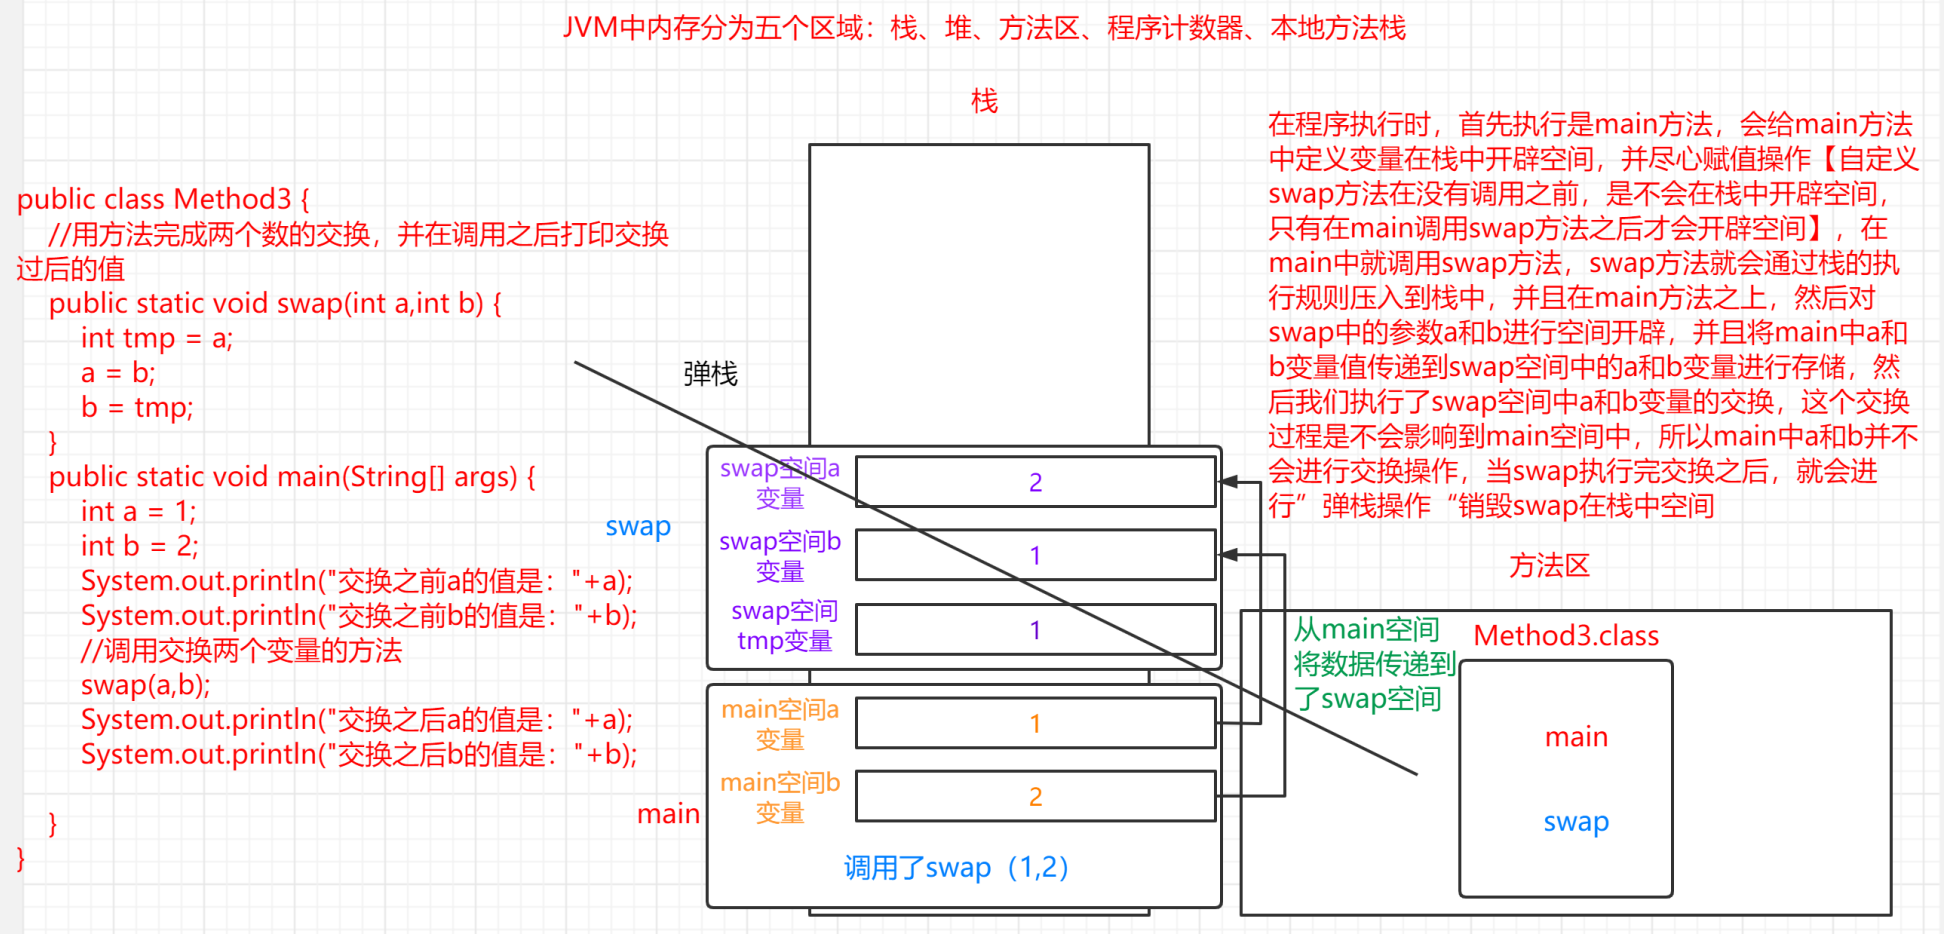 JVM中内存分为五个区域：栈、堆、方法区、程序计数器、本地方法栈
栈
public class Method3 {
//用方法完成两个数的交换，并在调用之后打印交换
过后的值
public static void swap(int a,int b) {
int tmp = a;
a = b;
b = tmp;
}
public static void main(String[] args) {
int a = 1;
int b = 2;
System.out.println("交换之前a的值是："+a);
System.out.println("交换之前b的值是："+b);
//调用交换两个变量的方法
swap(a,b);
System.out.println("交换之后a的值是："+a);
System.out.println("交换之后b的值是："+b);
}
}
弹栈
swap
swap空间a
变量
2
swap空间b
变量
1
swap空间
tmp变量
1
main
main空间a
变量
1
main空间b
变量
2
调用了swap（1,2）
在程序执行时，首先执行是main方法，会给main方法
中定义变量在栈中开辟空间，并尽心赋值操作【自定义
swap方法在没有调用之前，是不会在栈中开辟空间，
只有在main调用swap方法之后才会开辟空间】，在
main中就调用swap方法，swap方法就会通过栈的执
行规则压入到栈中，并且在main方法之上，然后对
swap中的参数a和b进行空间开辟，并且将main中a和
b变量值传递到swap空间中的a和b变量进行存储，然
后我们执行了swap空间中a和b变量的交换，这个交换
过程是不会影响到main空间中，所以main中a和b并不
会进行交换操作，当swap执行完交换之后，就会进
行”弹栈操作“销毁swap在栈中空间
方法区
从main空间
将数据传递到
了swap空间
Method3.class
main
swap